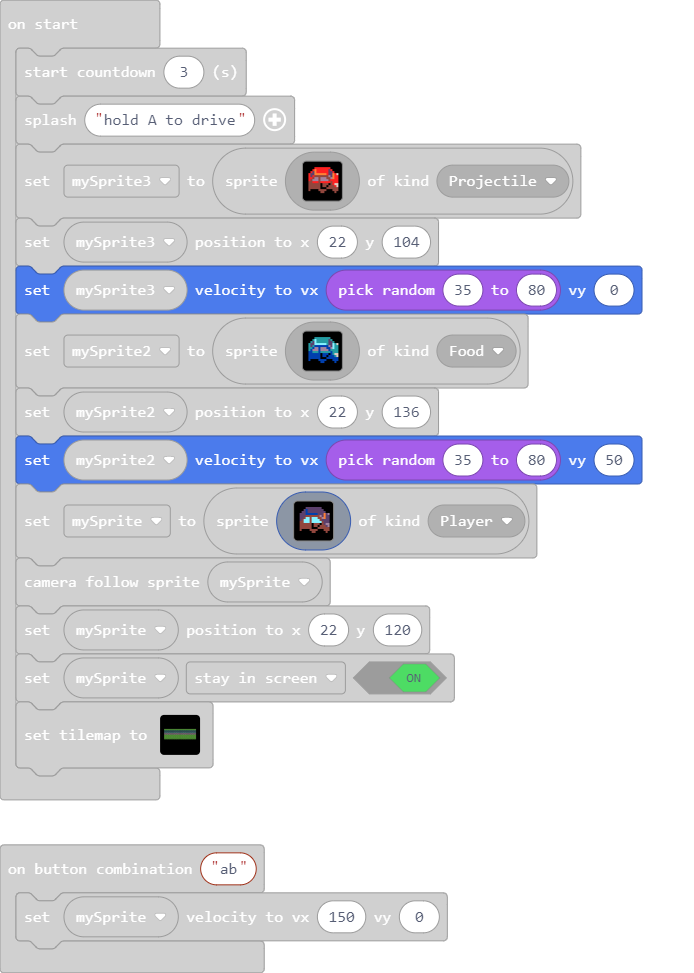 on start
start countdown 3 (s)
splash "hold A to drive"
set mySprite3 to sprite of kind Projectile
set mySprite3 position to x 22 y 104
set mySprite3 velocity to vx pick random 35 to 80 vy 0
set mySprite2 to sprite of kind Food
set mySprite2 position to x 22 y 136
set mySprite2 velocity to vx pick random 35 to 80 vy 50
set mySprite to sprite of kind Player
camera follow sprite mySprite
set mySprite position to x 22 y 120
set mySprite stay in screen ON
set tilemap to
on button combination "ab"
set mySprite velocity to vx 150 vy 0